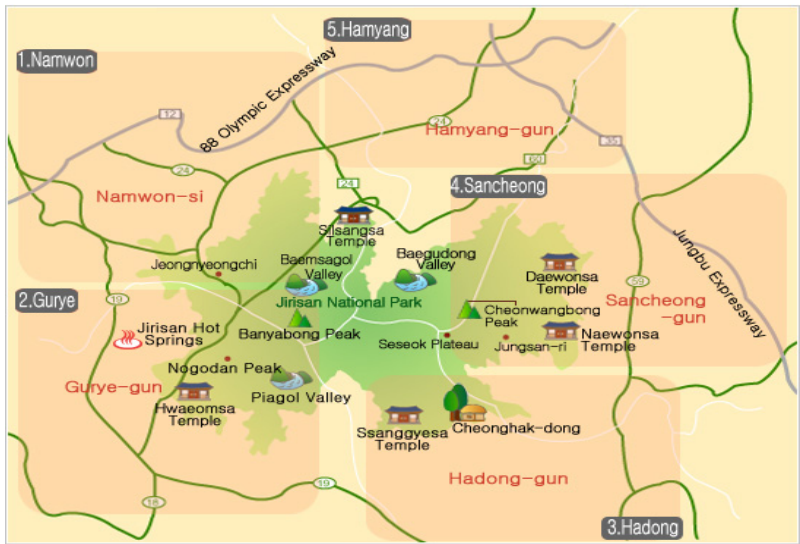 5.Hamyang
1.Namwon
88 Olympic Expressway
12
24
Hamyang-gun
35
60
24
24
4.Sancheong
Namwon-si
Silsangsa
Temple
Jeongnyeongchi
Baemsagol
Valley
Baegudong
Valley
Daewonsa
Temple
Jungbu Expressway
59
2.Gurye
19
Jirisan National Park
Cheonwangbong
Peak
Sancheong
-gun
Jirisan Hot
Springs
Banyabong Peak
Seseok Plateau
Jungsan-ri
Naewonsa
Temple
Nogodan Peak
Gurye-gun
Piagol Valley
Hwaeomsa
Temple
Ssanggyesa
Temple
Cheonghak-dong
Hadong-gun
19
18
3.Hadong